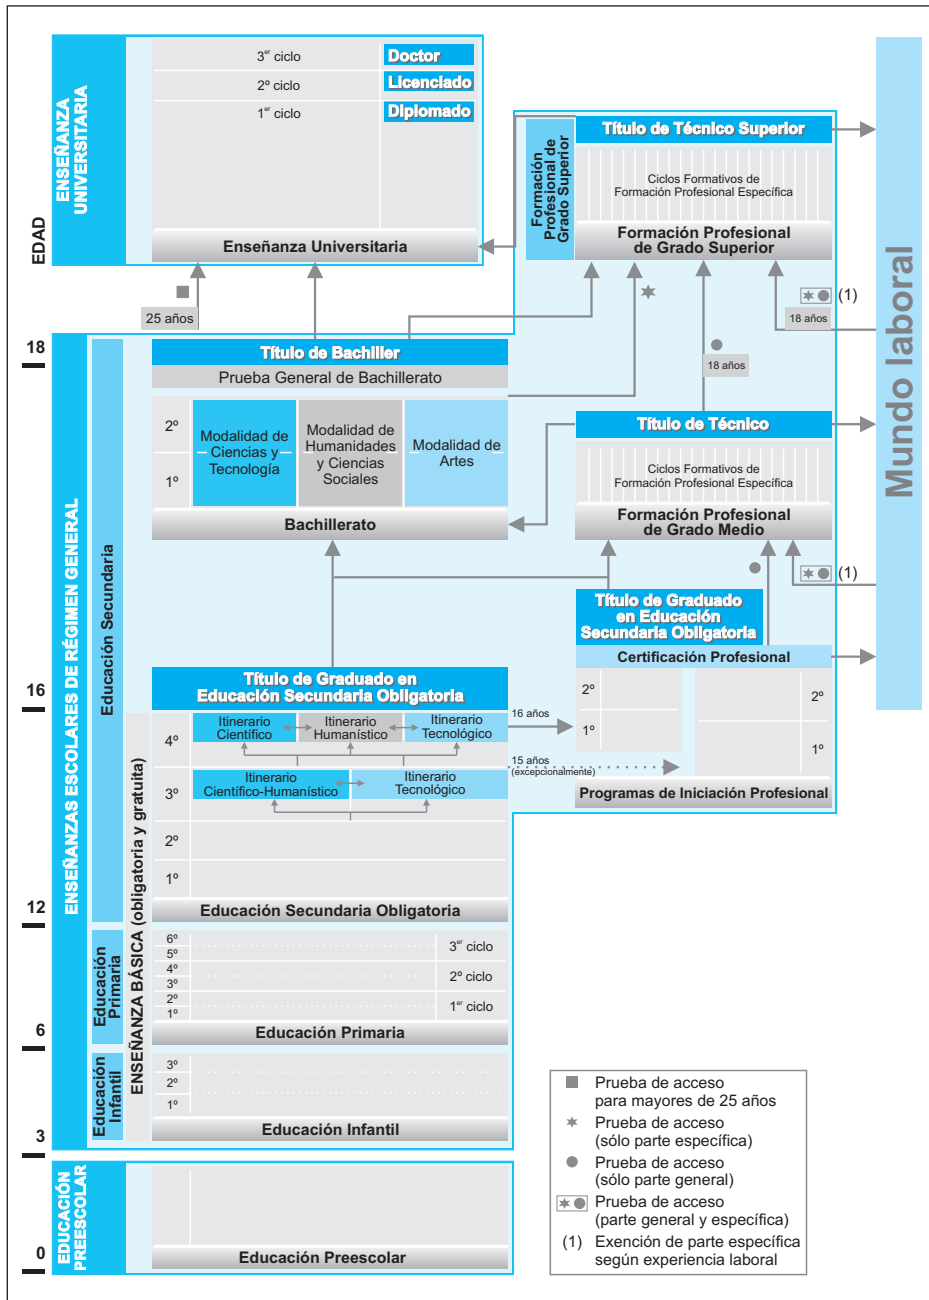 ENSEÑANZA
UNIVERSITARIA
3er ciclo
Doctor
2º ciclo
Licenciado
1er ciclo
Diplomado
Enseñanza Universitaria
EDAD
Formación
Profesional de
Grado Superior
Título de Técnico Superior
Ciclos Formativos de
Formación Profesional Específica
Formación Profesional
de Grado Superior
Mundo laboral
25 años
(1)
18 años
18 años
18
ENSEÑANZAS ESCOLARES DE RÉGIMEN GENERAL
Educación Secundaria
Título de Bachiller
Prueba General de Bachillerato
2º
1º
Modalidad de
Ciencias y
Tecnología
Modalidad de
Humanidades
y Ciencias
Sociales
Modalidad de
Artes
Bachillerato
Título de Técnico
Ciclos Formativos de
Formación Profesional Específica
Formación Profesional
de Grado Medio
(1)
Título de Graduado
en Educación
Secundaria Obligatoria
Certificación Profesional
2º
1º
2º
1º
Programas de Iniciación Profesional
16
Título de Graduado en
Educación Secundaria Obligatoria
ENSEÑANZA BÁSICA (obligatoria y gratuita)
4º
Itinerario
Científico
Itinerario
Humanístico
Itinerario
Tecnológico
16 años
15 años
(excepcionalmente)
3º
Itinerario
Científico-Humanístico
Itinerario
Tecnológico
2º
1º
12
Educación Secundaria Obligatoria
Educación
Primaria
6º
5º
4º
3º
2º
1º
3er ciclo
2º ciclo
1er ciclo
6
Educación Primaria
Educación
Infantil
3º
2º
1º
3
Educación Infantil
EDUCACIÓN
PREESCOLAR
0
Educación Preescolar
Prueba de acceso
para mayores de 25 años
Prueba de acceso
(sólo parte específica)
Prueba de acceso
(sólo parte general)
Prueba de acceso
(parte general y específica)
(1) Exención de parte específica
según experiencia laboral